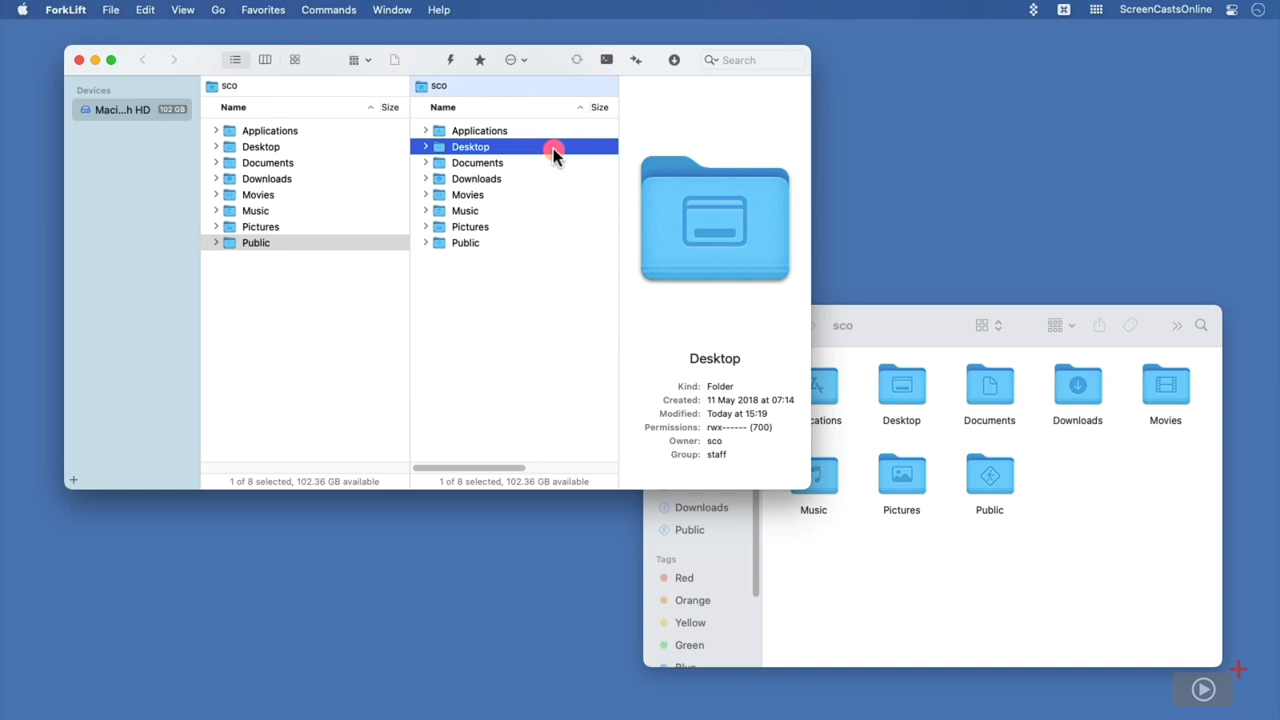 ForkLift File Edit View Go Favorites Commands Window Help ScreenCastsOnline
Search
Devices
Maci...h HD 102 GB
sco
Name Size
Applications
Desktop
Documents
Downloads
Movies
Music
Pictures
Public
1 of 8 selected, 102.36 GB available
sco
Name Size
Applications
Desktop
Documents
Downloads
Movies
Music
Pictures
Public
1 of 8 selected, 102.36 GB available
Desktop
Kind: Folder
Created: 11 May 2018 at 07:14
Modified: Today at 15:19
Permissions: rwx------ (700)
Owner: sco
Group: staff
sco
cations Desktop Documents Downloads Movies
Music Pictures Public
Downloads
Public
Tags
Red
Orange
Yellow
Green
Blue